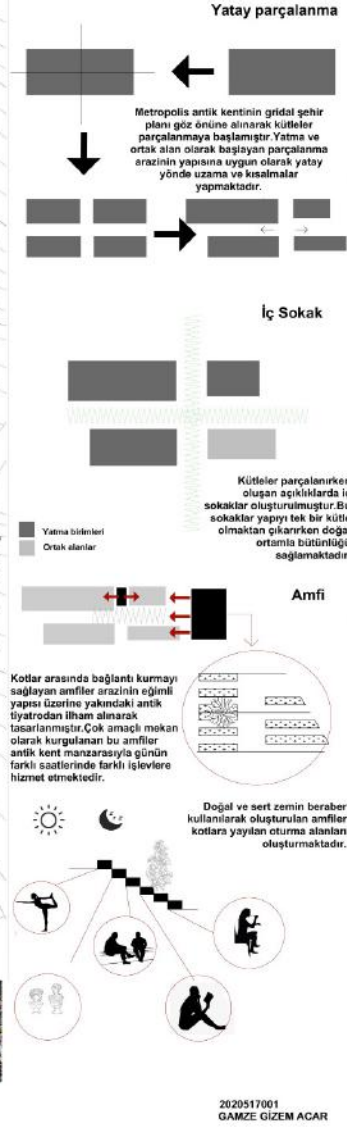 Yatay parçalanma
Metropolis antik kentinin gridal şehir
planı göz önüne alınarak kütleler
parçalanmaya başlamıştır.Yatma ve
ortak alan olarak başlayan parçalanma
arazinin yapısına uygun olarak yatay
yönde uzama ve kısalmalar
yapmaktadır.
İç Sokak
Kütleler parçalanırken
oluşan açıklıklarda iç
sokaklar oluşturulmuştur.Bu
sokaklar yapıyı tek bir kütle
olmaktan çıkarırken doğal
ortamla bütünlüğü
sağlamaktadır
Yatma birimleri
Ortak alanlar
Amfi
Kotlar arasında bağlantı kurmayı
sağlayan amfiler arazinin eğimli
yapısı üzerine yakındaki antik
tiyatrodan ilham alınarak
tasarlanmıştır.Çok amaçlı mekan
olarak kurgulanan bu amfiler
antik kent manzarasıyla günün
farklı saatlerinde farklı işlevlere
hizmet etmektedir.
Doğal ve sert zemin beraber
kullanılarak oluşturulan amfiler
kotlara yayılan oturma alanları
oluşturmaktadır.
2020517001
GAMZE GİZEM ACAR